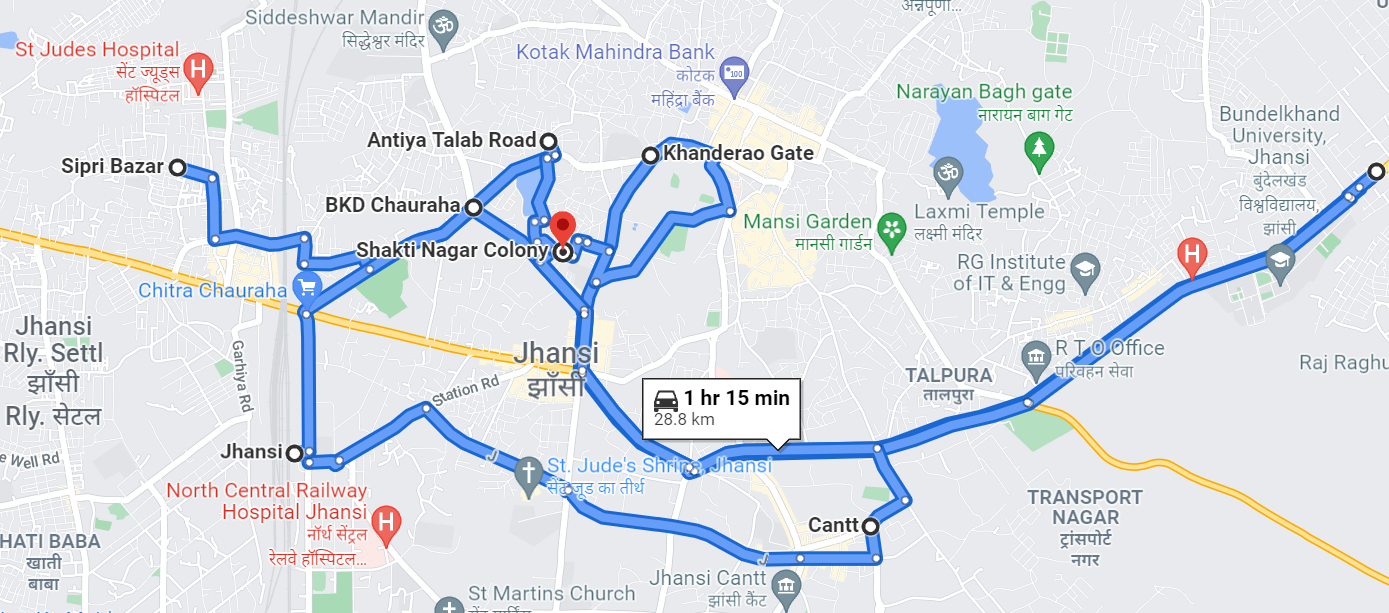 Siddeshwar Mandir
सिद्धेश्वर मंदिर
St Judes Hospital
सेंट ज्यूड्स
हॉस्पिटल
Kotak Mahindra Bank
कोटक
महिंद्रा बैंक
100
Narayan Bagh gate
नारायण बाग गेट
Bundelkhand
University,
Jhansi
बुंदेलखंड
विश्वविद्यालय,
झांसी
Antiya Talab Road
Khanderao Gate
Sipri Bazar
BKD Chauraha
Mansi Garden
मानसी गार्डन
Laxmi Temple
लक्ष्मी मंदिर
Shakti Nagar Colony
RG Institute
of IT & Engg
Chitra Chauraha
Jhansi
Rly. Settl
झाँसी
Rly. सेटल
Garhiya Rd
Jhansi
झाँसी
Station Rd
R T O Office
परिवहन सेवा
Raj Raghu
TALPURA
तालपुरा
1 hr 15 min
28.8 km
Jhansi
e Well Rd
St. Jude's Shrine, Jhansi
सेंट जूड का तीर्थ
North Central Railway
Hospital Jhansi
नॉर्थ सेंट्रल
रेलवे हॉस्पिटल...
Cantt
TRANSPORT
NAGAR
ट्रांसपोर्ट
नगर
HATI BABA
खाती
बाबा
Jhansi Cantt
झांसी कैंट
St Martins Church